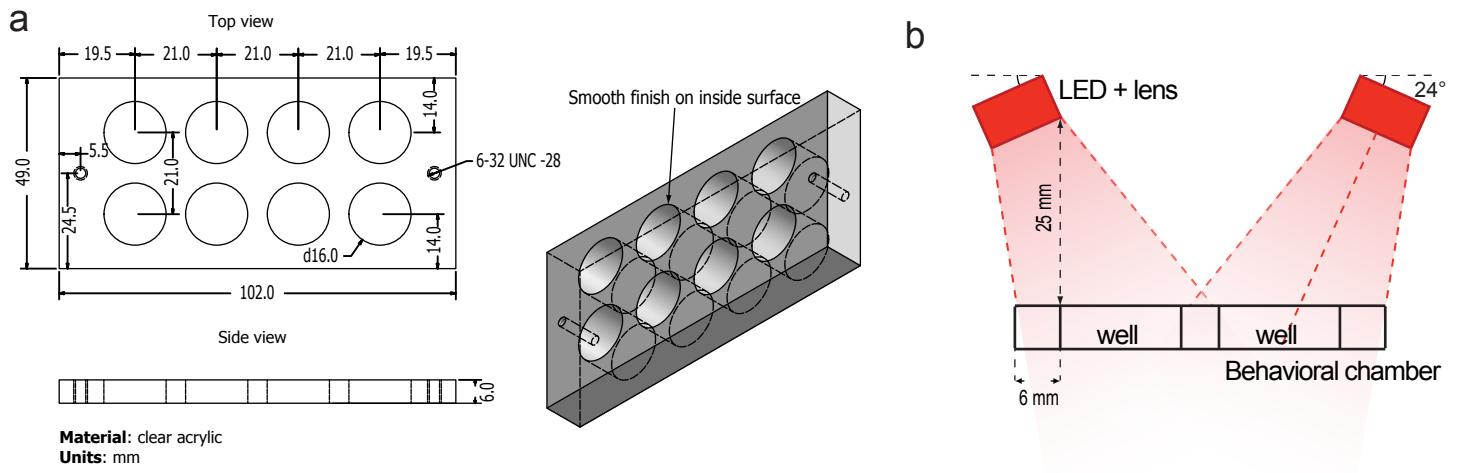 a
Top view
19.5
21.0
21.0
21.0
19.5
49.0
5.5
24.5
21.0
14.0
14.0
6-32 UNC -28
d16.0
102.0
Smooth finish on inside surface
Side view
6.0
Material: clear acrylic
Units: mm
b
LED + lens
24°
25 mm
well
well
Behavioral chamber
6 mm